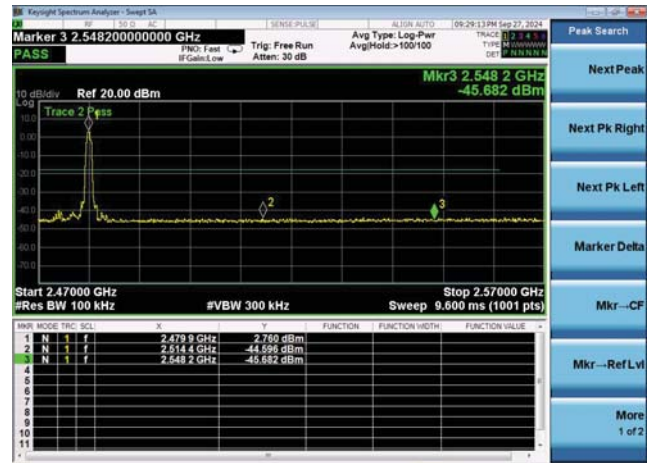 Keysight Spectrum Analyzer - Swept SA
RF 50 Ω AC SENSE:PULSE ALIGN AUTO 09:29:13 PM Sep 27, 2024
Marker 3 2.548200000000 GHz
PASS
PNO: Fast
IFGain:Low
Trig: Free Run
Atten: 30 dB
Avg Type: Log-Pwr
Avg|Hold:>100/100
TRACE 1 2 3 4 5 6
TYPE M WWWWW
DET P N N N N N
Peak Search
Next Peak
Next Pk Right
Next Pk Left
Marker Delta
Mkr→CF
Mkr→Ref Lvl
More
1 of 2
Mkr3 2.548 2 GHz
-45.682 dBm
10 dB/div Ref 20.00 dBm
Log
Trace 2 Pass
1
2
3
10.0
0.00
-10.0
-20.0
-30.0
-40.0
-50.0
-60.0
-70.0
Start 2.47000 GHz
#Res BW 100 kHz
#VBW 300 kHz
Stop 2.57000 GHz
Sweep 9.600 ms (1001 pts)
MKR MODE TRC SCL X Y FUNCTION FUNCTION WIDTH FUNCTION VALUE
1 N 1 f 2.479 9 GHz 2.760 dBm
2 N 1 f 2.514 4 GHz -44.596 dBm
3 N 1 f 2.548 2 GHz -45.682 dBm
4
5
6
7
8
9
10
11